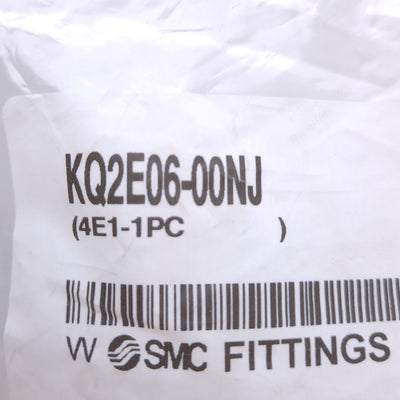 KQ2E06-00NJ
(4E1-1PC )
W SMC FITTINGS